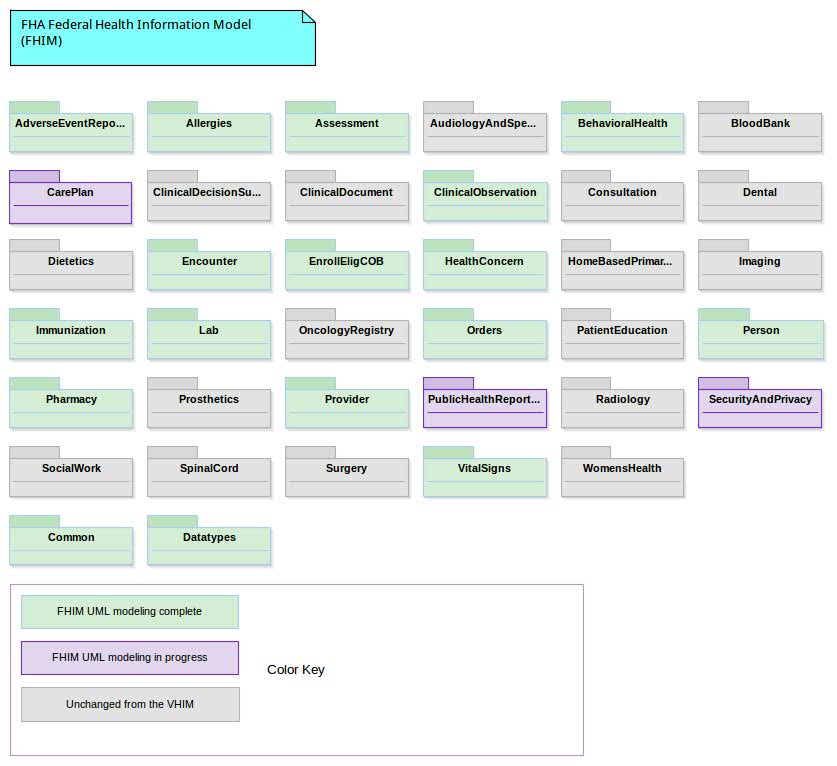 FHA Federal Health Information Model
(FHIM)
AdverseEventRepo...
Allergies
Assessment
AudiologyAndSpe...
BehavioralHealth
BloodBank
CarePlan
ClinicalDecisionSu...
ClinicalDocument
ClinicalObservation
Consultation
Dental
Dietetics
Encounter
EnrollEligCOB
HealthConcern
HomeBasedPrimar...
Imaging
Immunization
Lab
OncologyRegistry
Orders
PatientEducation
Person
Pharmacy
Prosthetics
Provider
PublicHealthReport...
Radiology
SecurityAndPrivacy
SocialWork
SpinalCord
Surgery
VitalSigns
WomensHealth
Common
Datatypes
FHIM UML modeling complete
FHIM UML modeling in progress
Color Key
Unchanged from the VHIM